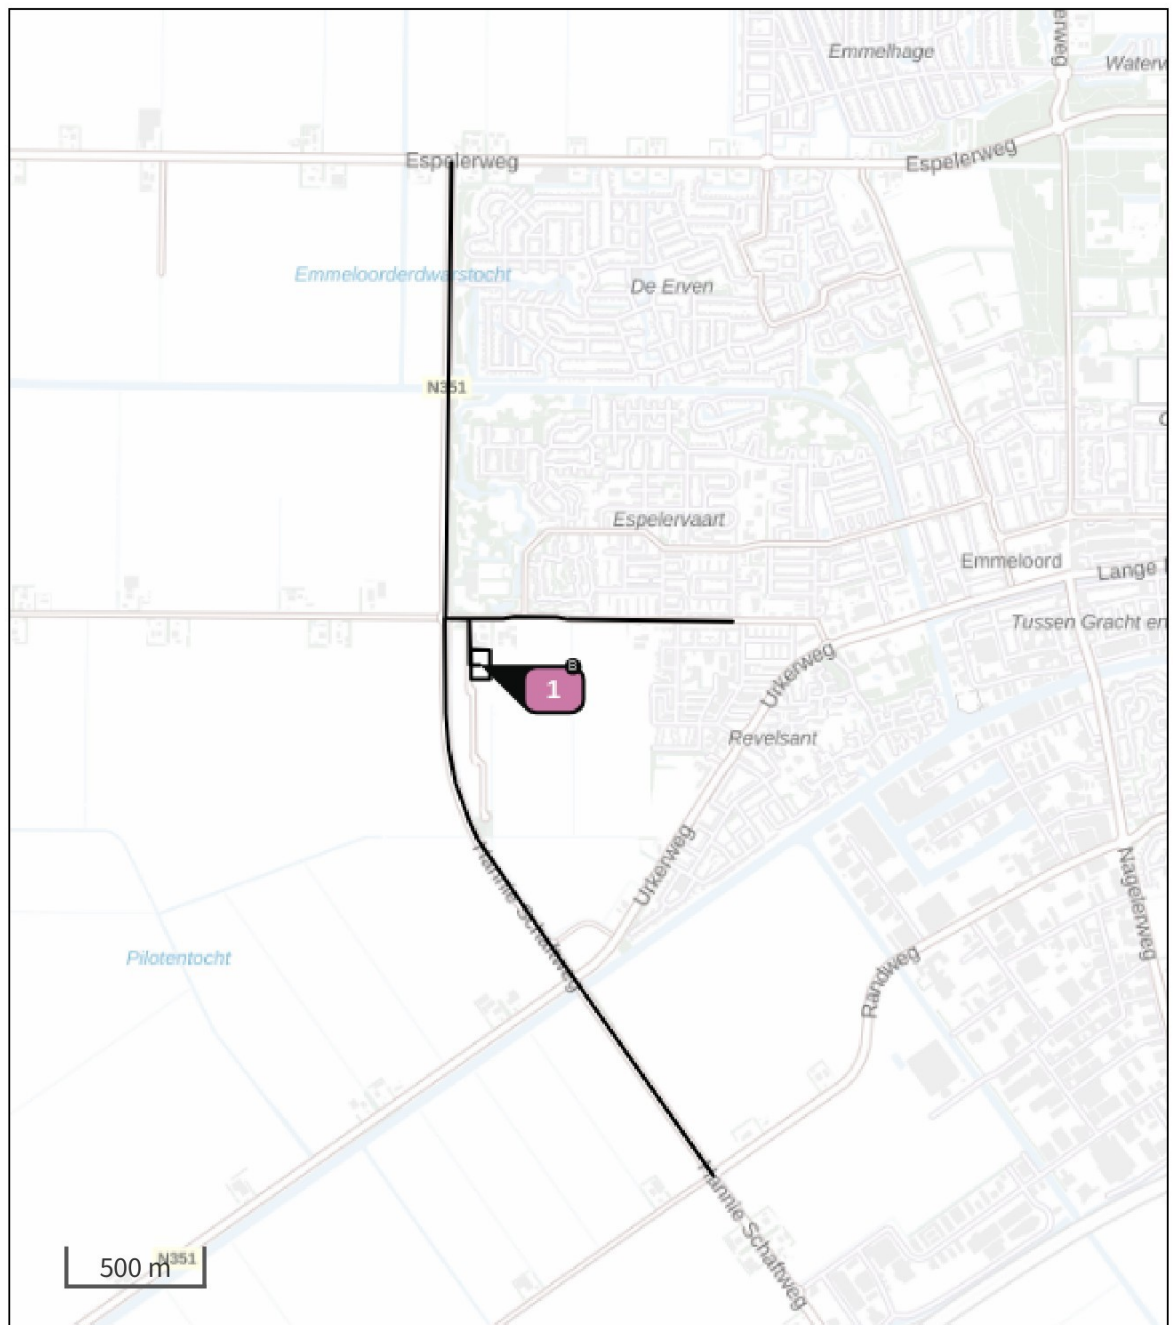 Emmelhage
erweg
Waterw
Espelerweg
Espelerweg
Emmeloorderdwarstocht
De Erven
N351
Espelervaart
Emmeloord
Lange
Tussen Gracht en
B
1
Urkerweg
Revelsant
Urkerweg
Hannie Schaftweg
Nagelerweg
Pilotentocht
Randweg
Hannie Schaftweg
N351
500 m